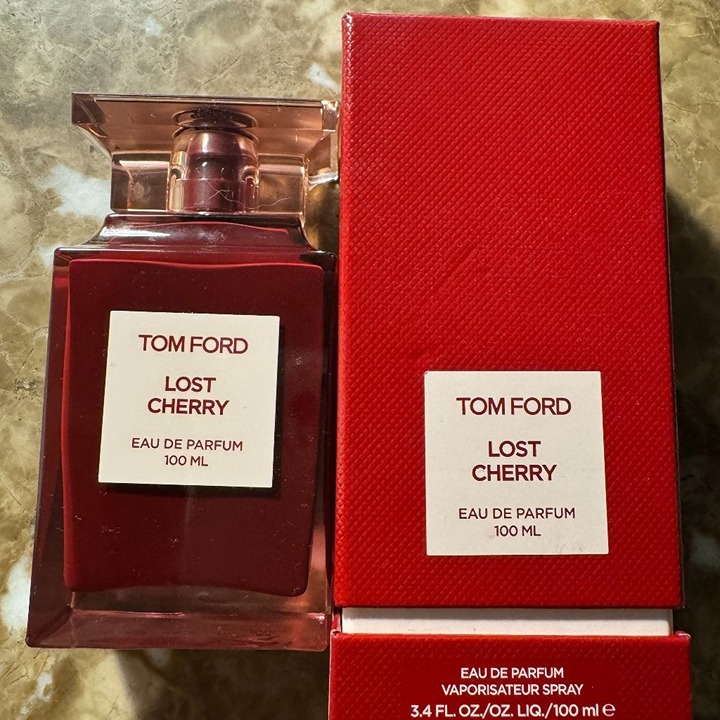 TOM FORD
LOST
CHERRY
EAU DE PARFUM
100 ML
TOM FORD
LOST
CHERRY
EAU DE PARFUM
100 ML
EAU DE PARFUM
VAPORISATEUR SPRAY
3.4 FL. OZ./OZ. LIQ./100 ml ℮